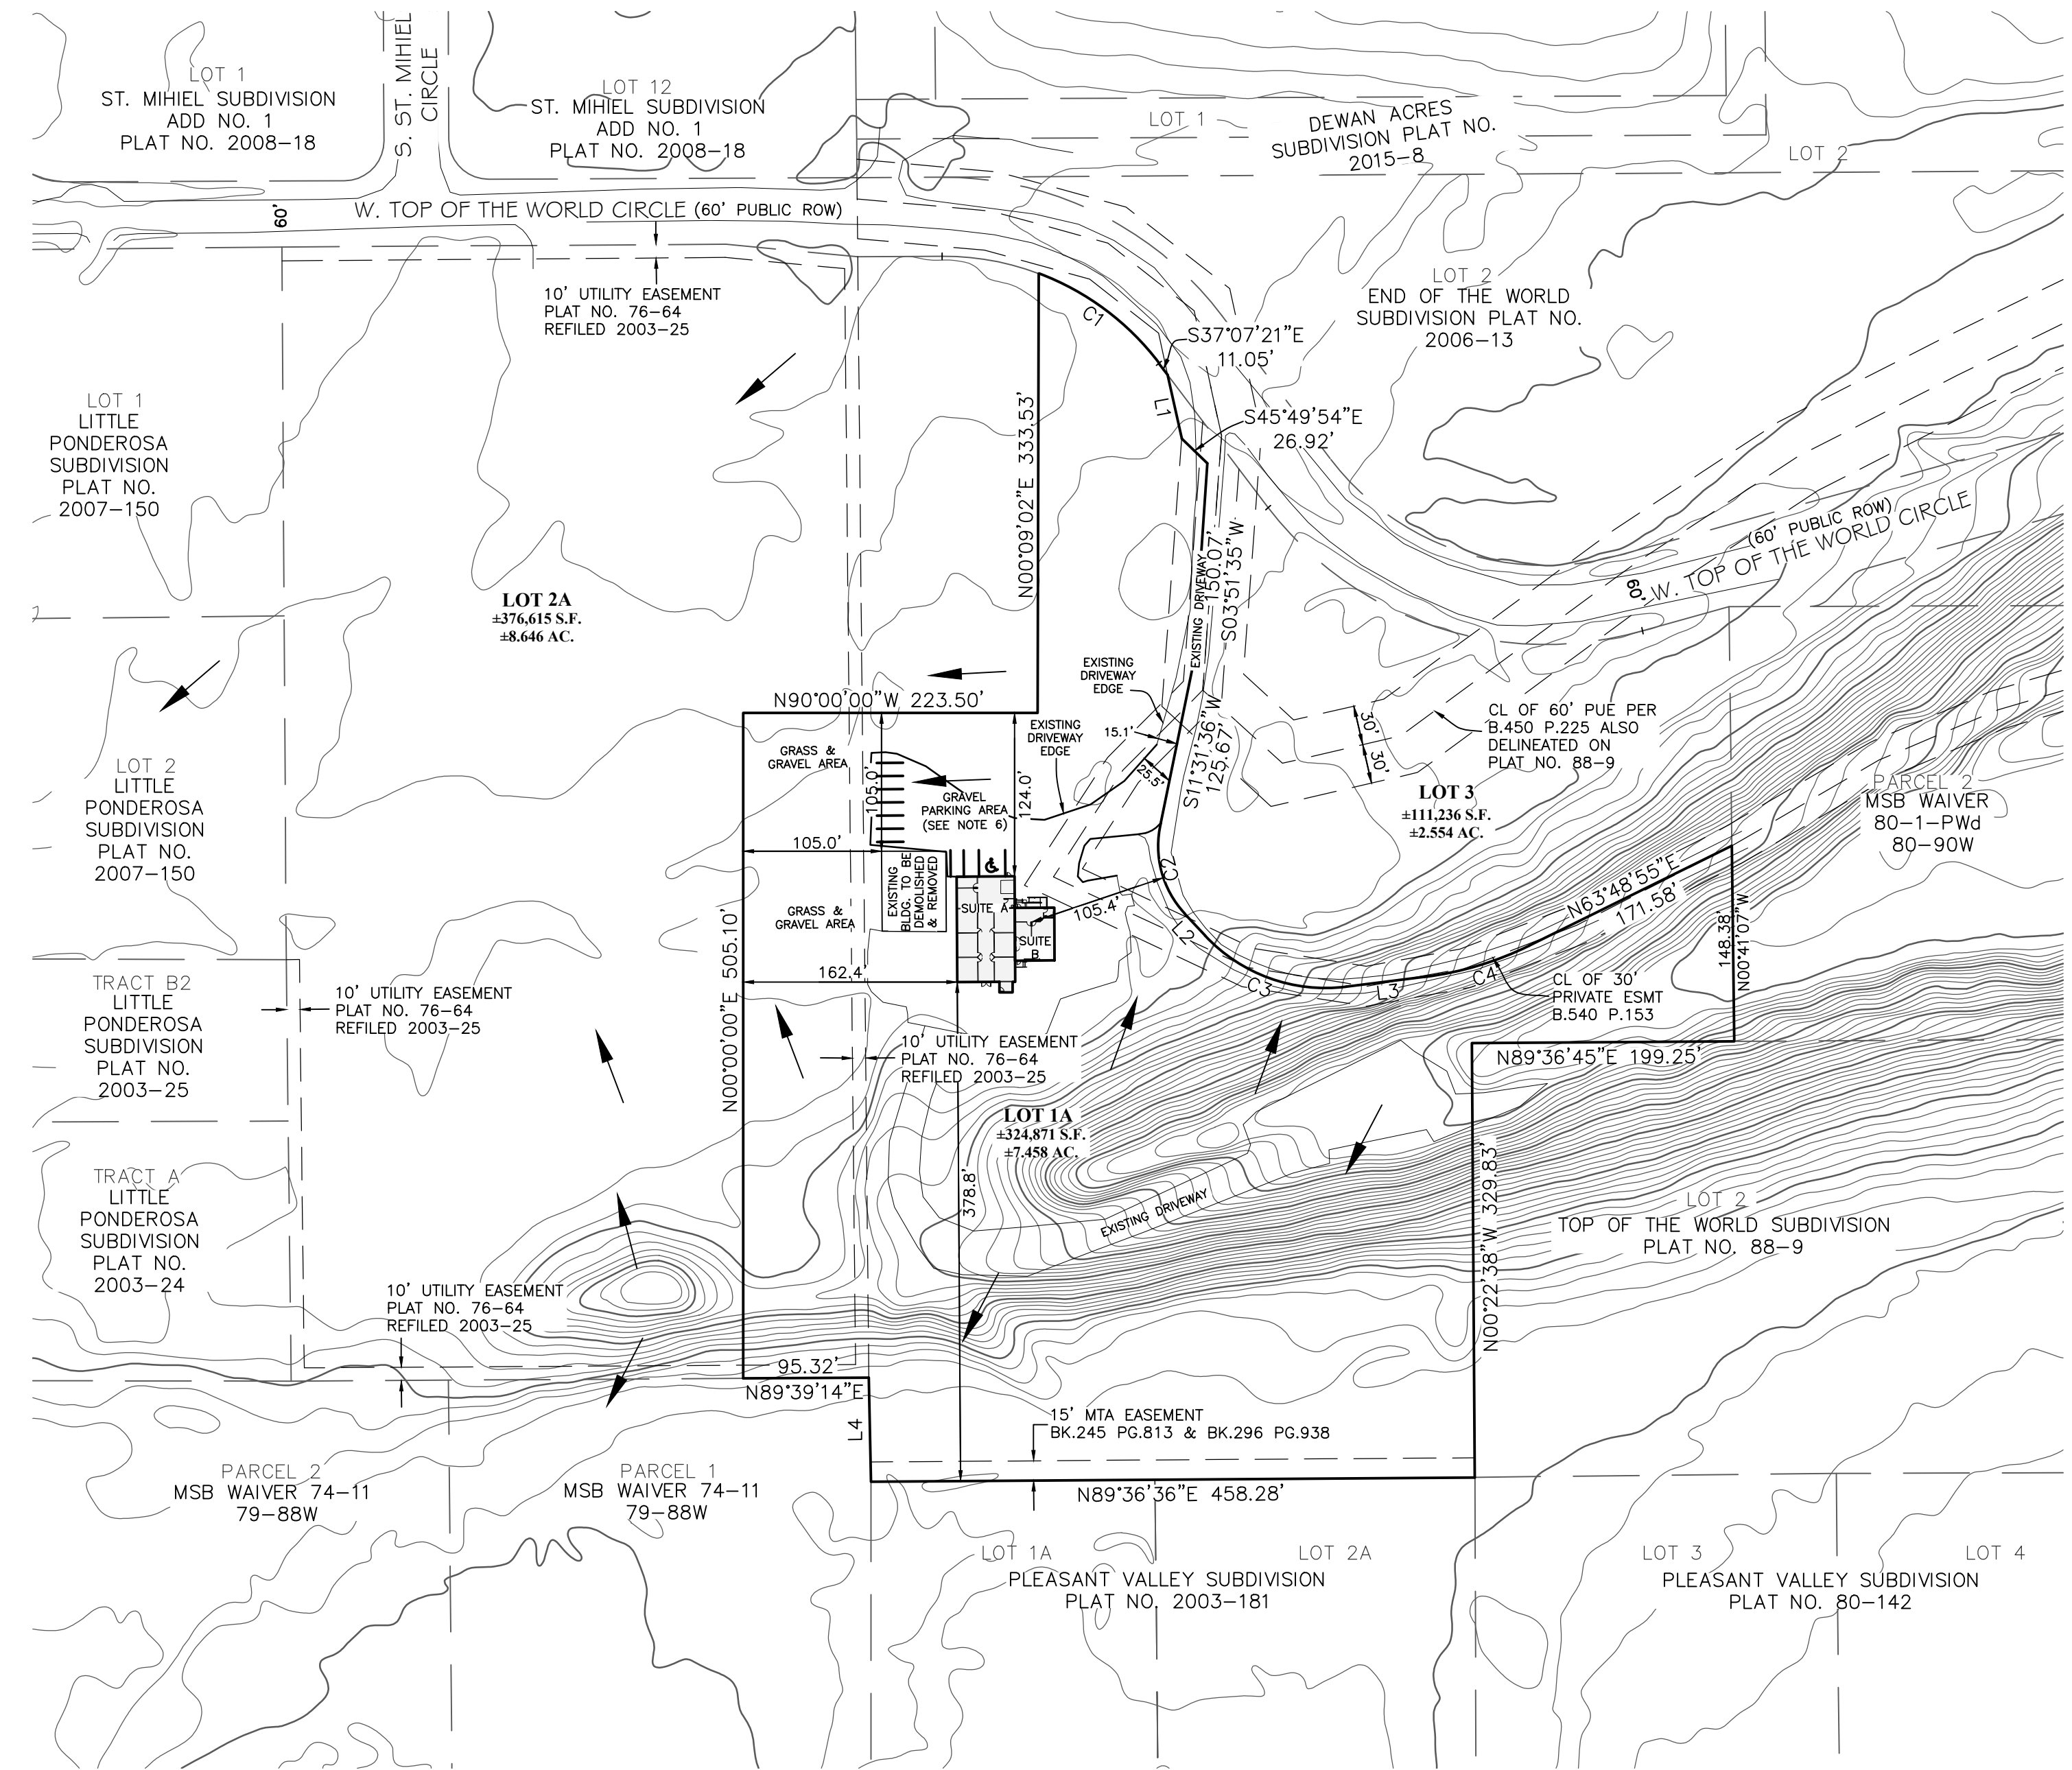 LOT 1
ST. MIHIEL SUBDIVISION
ADD NO. 1
PLAT NO. 2008-18
S. ST. MIHIEL
CIRCLE
LOT 12
ST. MIHIEL SUBDIVISION
ADD NO. 1
PLAT NO. 2008-18
LOT 1
DEWAN ACRES
SUBDIVISION PLAT NO.
2015-8
LOT 2
60'
W. TOP OF THE WORLD CIRCLE (60' PUBLIC ROW)
10' UTILITY EASEMENT
PLAT NO. 76-64
REFILED 2003-25
LOT 2
END OF THE WORLD
SUBDIVISION PLAT NO.
2006-13
C1
S37°07'21"E
11.05'
L1
S45°49'54"E
26.92'
LOT 1
LITTLE
PONDEROSA
SUBDIVISION
PLAT NO.
2007-150
N00°09'02"E 333.53'
EXISTING DRIVEWAY
150.07'
S03°51'35"W
(60' PUBLIC ROW)
W. TOP OF THE WORLD CIRCLE
60'
LOT 2A
±376,615 S.F.
±8.646 AC.
EXISTING
DRIVEWAY
EDGE
N90°00'00"W 223.50'
EXISTING
DRIVEWAY
EDGE
15.1'
25.5'
S11°31'36"W
125.67'
30'
30'
CL OF 60' PUE PER
B.450 P.225 ALSO
DELINEATED ON
PLAT NO. 88-9
LOT 3
±111,236 S.F.
±2.554 AC.
PARCEL 2
MSB WAIVER
80-1-PWd
80-90W
LOT 2
LITTLE
PONDEROSA
SUBDIVISION
PLAT NO.
2007-150
GRASS &
GRAVEL AREA
105.0'
GRAVEL
PARKING AREA
(SEE NOTE 6)
124.0'
105.0'
EXISTING
BLDG. TO BE
DEMOLISHED
& REMOVED
GRASS &
GRAVEL AREA
SUITE A
SUITE
B
105.4'
C2
L2
C3
L3
C4
N63°48'55"E
171.58'
148.38'
N00°41'07"W
162.4'
N00°00'00"E 505.10'
CL OF 30'
PRIVATE ESMT
B.540 P.153
TRACT B2
LITTLE
PONDEROSA
SUBDIVISION
PLAT NO.
2003-25
10' UTILITY EASEMENT
PLAT NO. 76-64
REFILED 2003-25
10' UTILITY EASEMENT
PLAT NO. 76-64
REFILED 2003-25
N89°36'45"E 199.25'
LOT 1A
±324,871 S.F.
±7.458 AC.
378.8'
EXISTING DRIVEWAY
N00°22'38"W 329.83'
TRACT A
LITTLE
PONDEROSA
SUBDIVISION
PLAT NO.
2003-24
LOT 2
TOP OF THE WORLD SUBDIVISION
PLAT NO. 88-9
10' UTILITY EASEMENT
PLAT NO. 76-64
REFILED 2003-25
95.32'
N89°39'14"E
L4
15' MTA EASEMENT
BK.245 PG.813 & BK.296 PG.938
PARCEL 2
MSB WAIVER 74-11
79-88W
PARCEL 1
MSB WAIVER 74-11
79-88W
N89°36'36"E 458.28'
LOT 1A
LOT 2A
PLEASANT VALLEY SUBDIVISION
PLAT NO. 2003-181
LOT 3
LOT 4
PLEASANT VALLEY SUBDIVISION
PLAT NO. 80-142